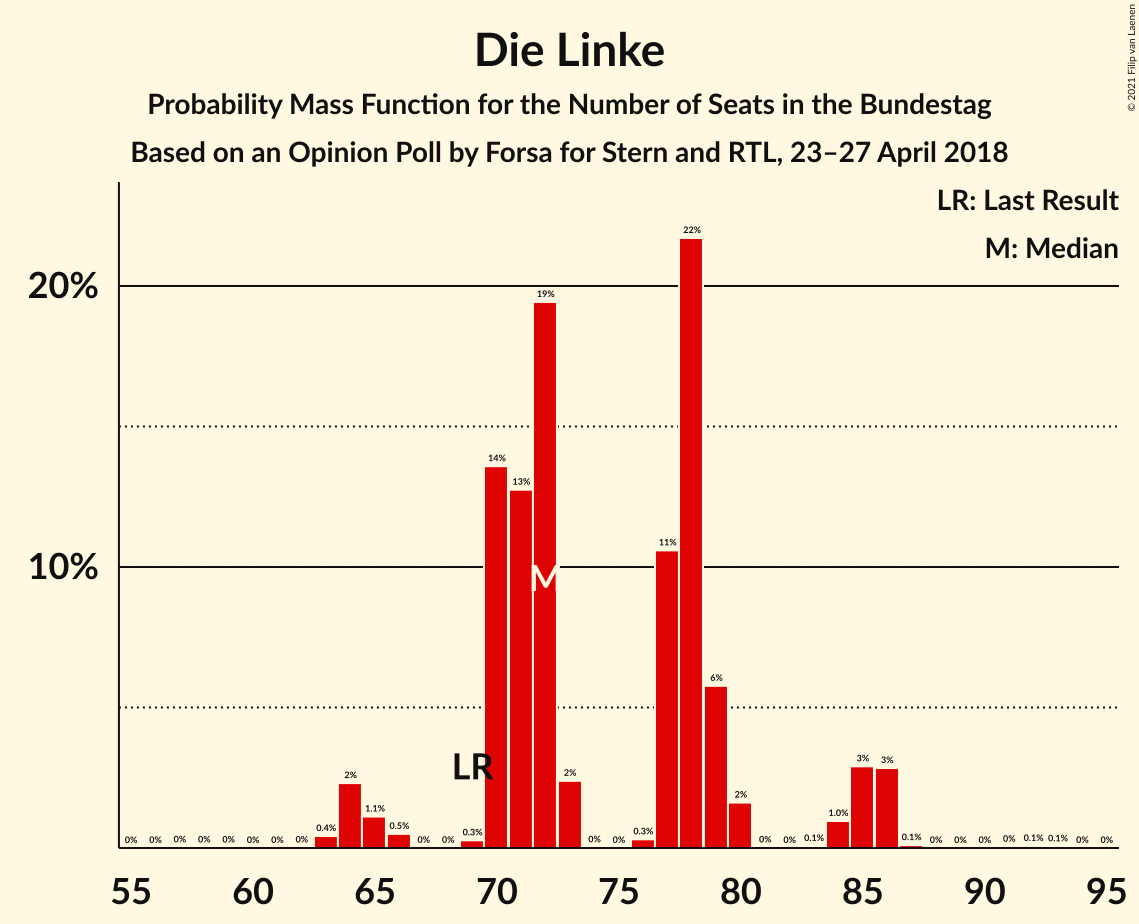 Die Linke
Probability Mass Function for the Number of Seats in the Bundestag
Based on an Opinion Poll by Forsa for Stern and RTL, 23–27 April 2018
© 2021 Filip van Laenen
LR: Last Result
M: Median
20%
10%
0% 0% 0% 0% 0% 0% 0% 0% 0.4% 2% 1.1% 0.5% 0% 0% 0.3% 14% 13% 19% 2% 0% 0% 0.3% 11% 22% 6% 2% 0% 0% 0.1% 1.0% 3% 3% 0.1% 0% 0% 0% 0% 0.1% 0.1% 0% 0%
LR
M
55 60 65 70 75 80 85 90 95